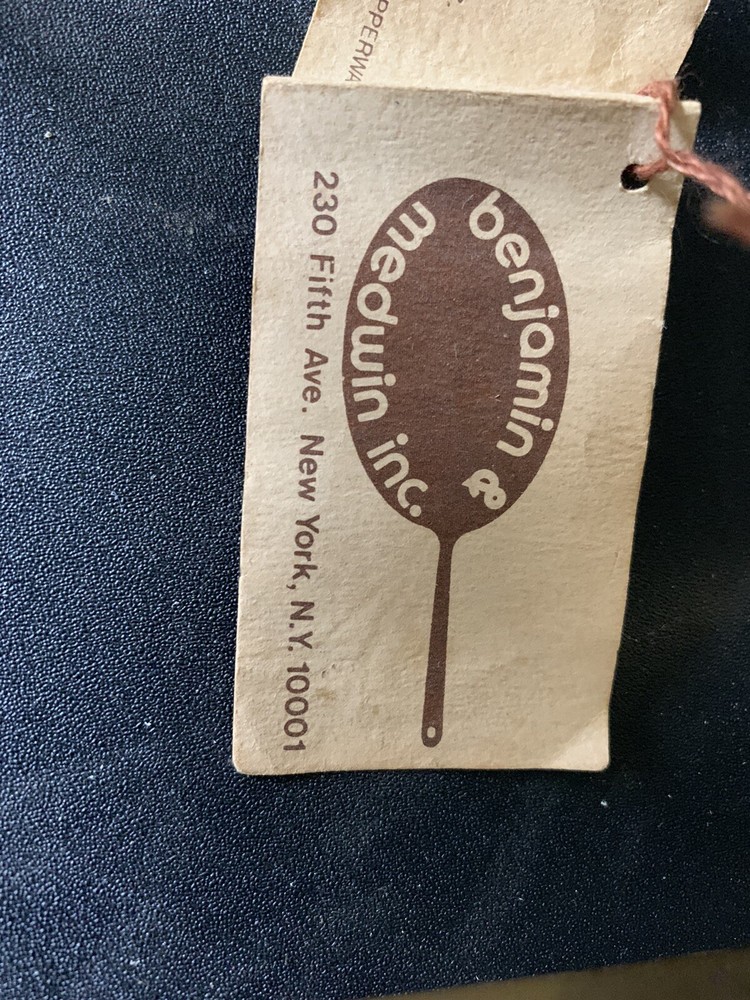 benjamin &
medwin inc.
230 Fifth Ave. New York, N.Y. 10001